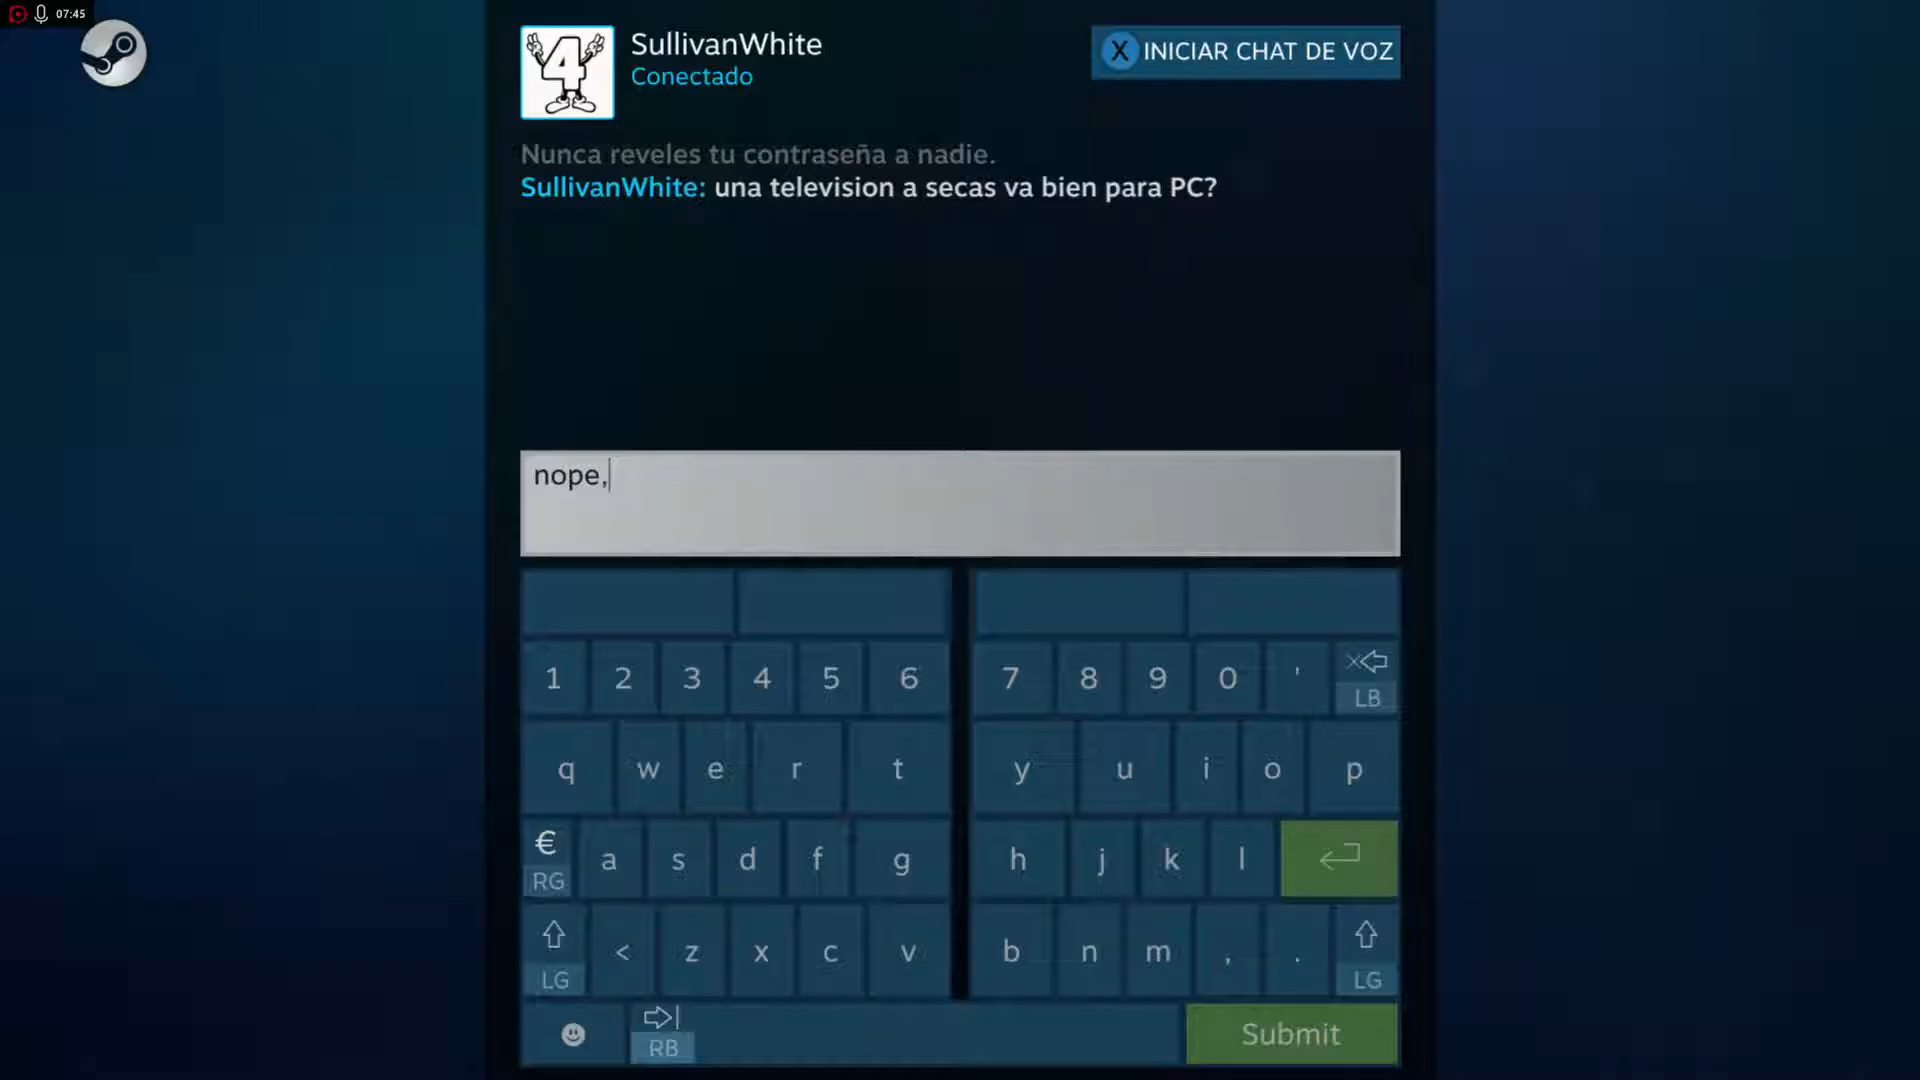 07:45
4
SullivanWhite
Conectado
X INICIAR CHAT DE VOZ
Nunca reveles tu contraseña a nadie.
SullivanWhite: una television a secas va bien para PC?
nope,
1 2 3 4 5 6 7 8 9 0 '
LB
q w e r t y u i o p
€ a s d f g h j k l
RG
< z x c v b n m , .
LG LG
RB
Submit